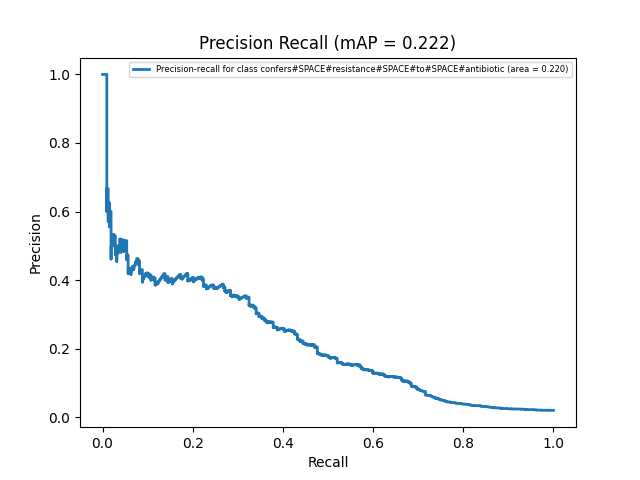 Precision Recall (mAP = 0.222)
Precision-recall for class confers#SPACE#resistance#SPACE#to#SPACE#antibiotic (area = 0.220)
1.0
0.8
0.6
0.4
0.2
0.0
Precision
0.0 0.2 0.4 0.6 0.8 1.0
Recall